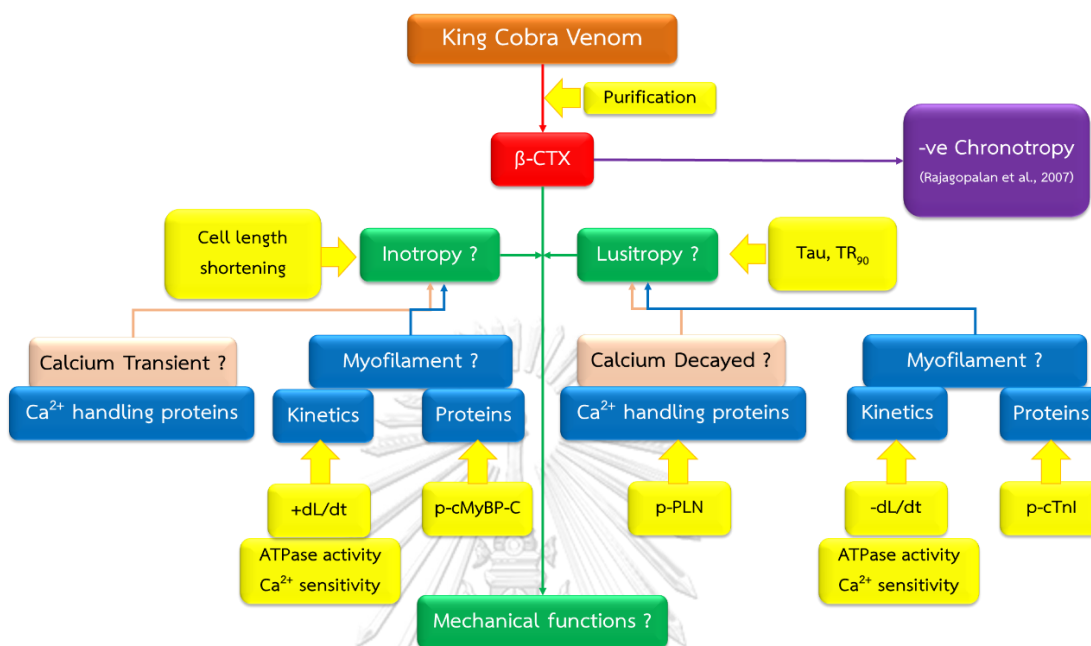 King Cobra Venom
Purification
β-CTX
-ve Chronotropy
(Rajagopalan et al., 2007)
Cell length
shortening
Inotropy ?
Lusitropy ?
Tau, TR₉₀
Calcium Transient ?
Myofilament ?
Calcium Decayed ?
Myofilament ?
Ca²⁺ handling proteins
Kinetics
Proteins
Ca²⁺ handling proteins
Kinetics
Proteins
+dL/dt
p-cMyBP-C
p-PLN
-dL/dt
p-cTnI
ATPase activity
Ca²⁺ sensitivity
ATPase activity
Ca²⁺ sensitivity
Mechanical functions ?